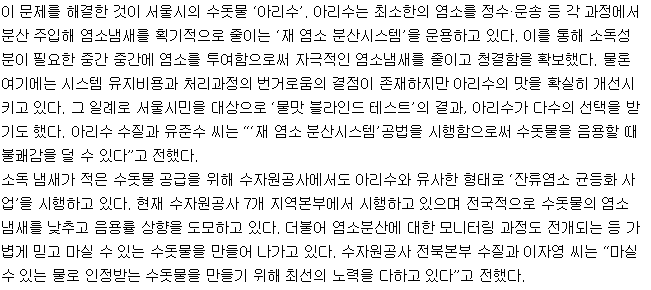 이 문제를 해결한 것이 서울시의 수돗물 ‘아리수’. 아리수는 최소한의 염소를 정수·운송 등 각 과정에서
분산 주입해 염소냄새를 획기적으로 줄이는 ‘재 염소 분산시스템’을 운용하고 있다. 이를 통해 소독성
분이 필요한 중간 중간에 염소를 투여함으로써 자극적인 염소냄새를 줄이고 청결함을 확보했다. 물론
여기에는 시스템 유지비용과 처리과정의 번거로움의 결점이 존재하지만 아리수의 맛을 확실히 개선시
키고 있다. 그 일례로 서울시민을 대상으로 ‘물맛 블라인드 테스트’의 결과, 아리수가 다수의 선택을 받
기도 했다. 아리수 수질과 유준수 씨는 “‘재 염소 분산시스템’공법을 시행함으로써 수돗물을 음용할 때
불쾌감을 덜 수 있다”고 전했다.
소독 냄새가 적은 수돗물 공급을 위해 수자원공사에서도 아리수와 유사한 형태로 ‘잔류염소 균등화 사
업’을 시행하고 있다. 현재 수자원공사 7개 지역본부에서 시행하고 있으며 전국적으로 수돗물의 염소
냄새를 낮추고 음용률 상향을 도모하고 있다. 더불어 염소분산에 대한 모니터링 과정도 전개되는 등 가
볍게 믿고 마실 수 있는 수돗물을 만들어 나가고 있다. 수자원공사 전북본부 수질과 이자영 씨는 “마실
수 있는 물로 인정받는 수돗물을 만들기 위해 최선의 노력을 다하고 있다”고 전했다.